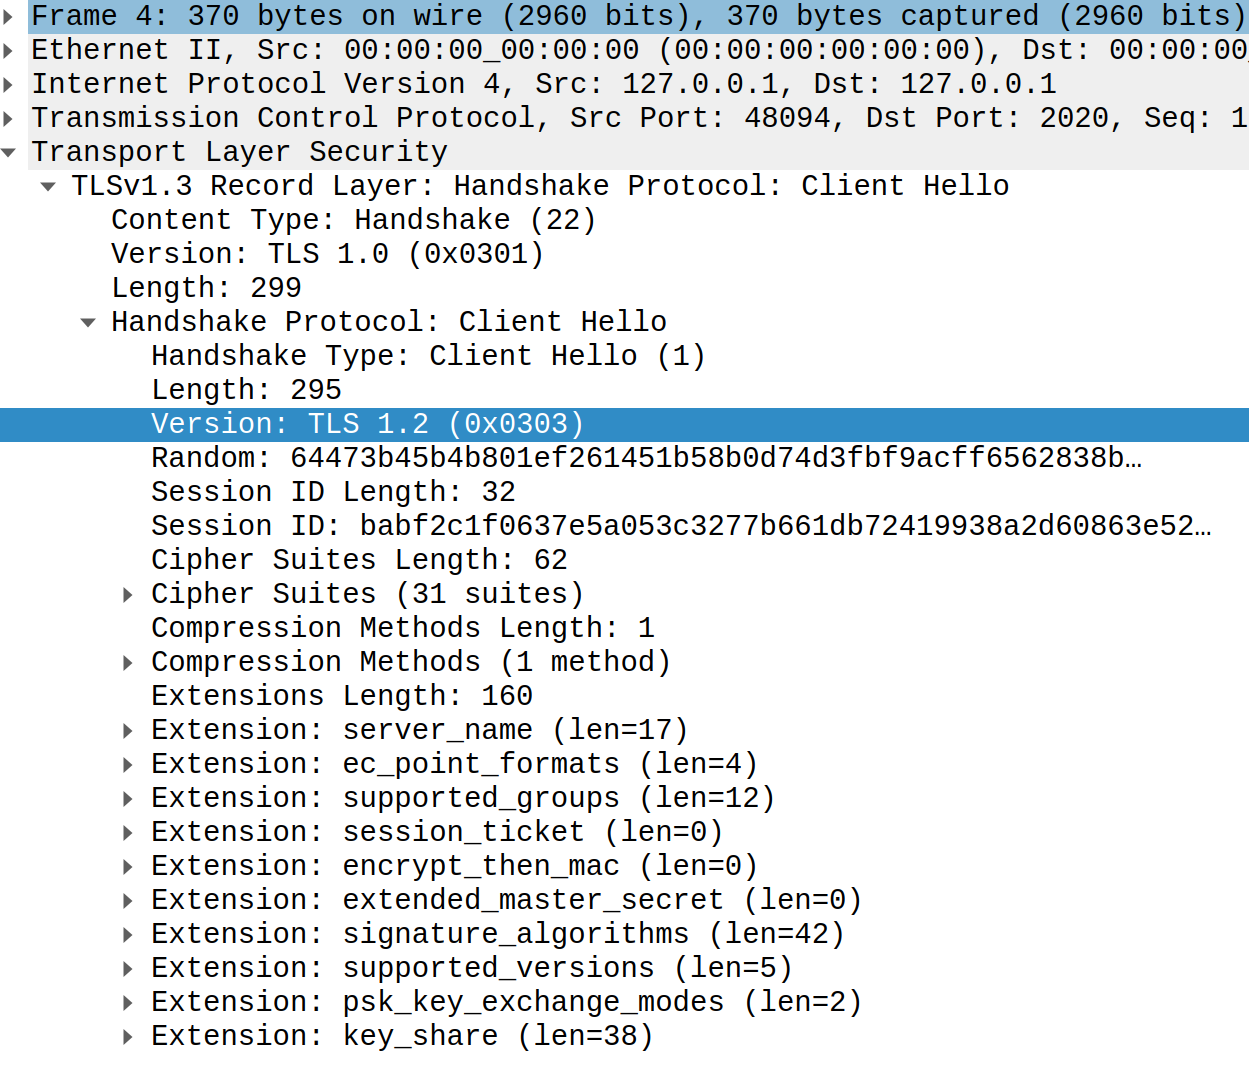 Frame 4: 370 bytes on wire (2960 bits), 370 bytes captured (2960 bits)
Ethernet II, Src: 00:00:00_00:00:00 (00:00:00:00:00:00), Dst: 00:00:00
Internet Protocol Version 4, Src: 127.0.0.1, Dst: 127.0.0.1
Transmission Control Protocol, Src Port: 48094, Dst Port: 2020, Seq: 1
Transport Layer Security
TLSv1.3 Record Layer: Handshake Protocol: Client Hello
Content Type: Handshake (22)
Version: TLS 1.0 (0x0301)
Length: 299
Handshake Protocol: Client Hello
Handshake Type: Client Hello (1)
Length: 295
Version: TLS 1.2 (0x0303)
Random: 64473b45b4b801ef261451b58b0d74d3fbf9acff6562838b…
Session ID Length: 32
Session ID: babf2c1f0637e5a053c3277b661db72419938a2d60863e52…
Cipher Suites Length: 62
Cipher Suites (31 suites)
Compression Methods Length: 1
Compression Methods (1 method)
Extensions Length: 160
Extension: server_name (len=17)
Extension: ec_point_formats (len=4)
Extension: supported_groups (len=12)
Extension: session_ticket (len=0)
Extension: encrypt_then_mac (len=0)
Extension: extended_master_secret (len=0)
Extension: signature_algorithms (len=42)
Extension: supported_versions (len=5)
Extension: psk_key_exchange_modes (len=2)
Extension: key_share (len=38)